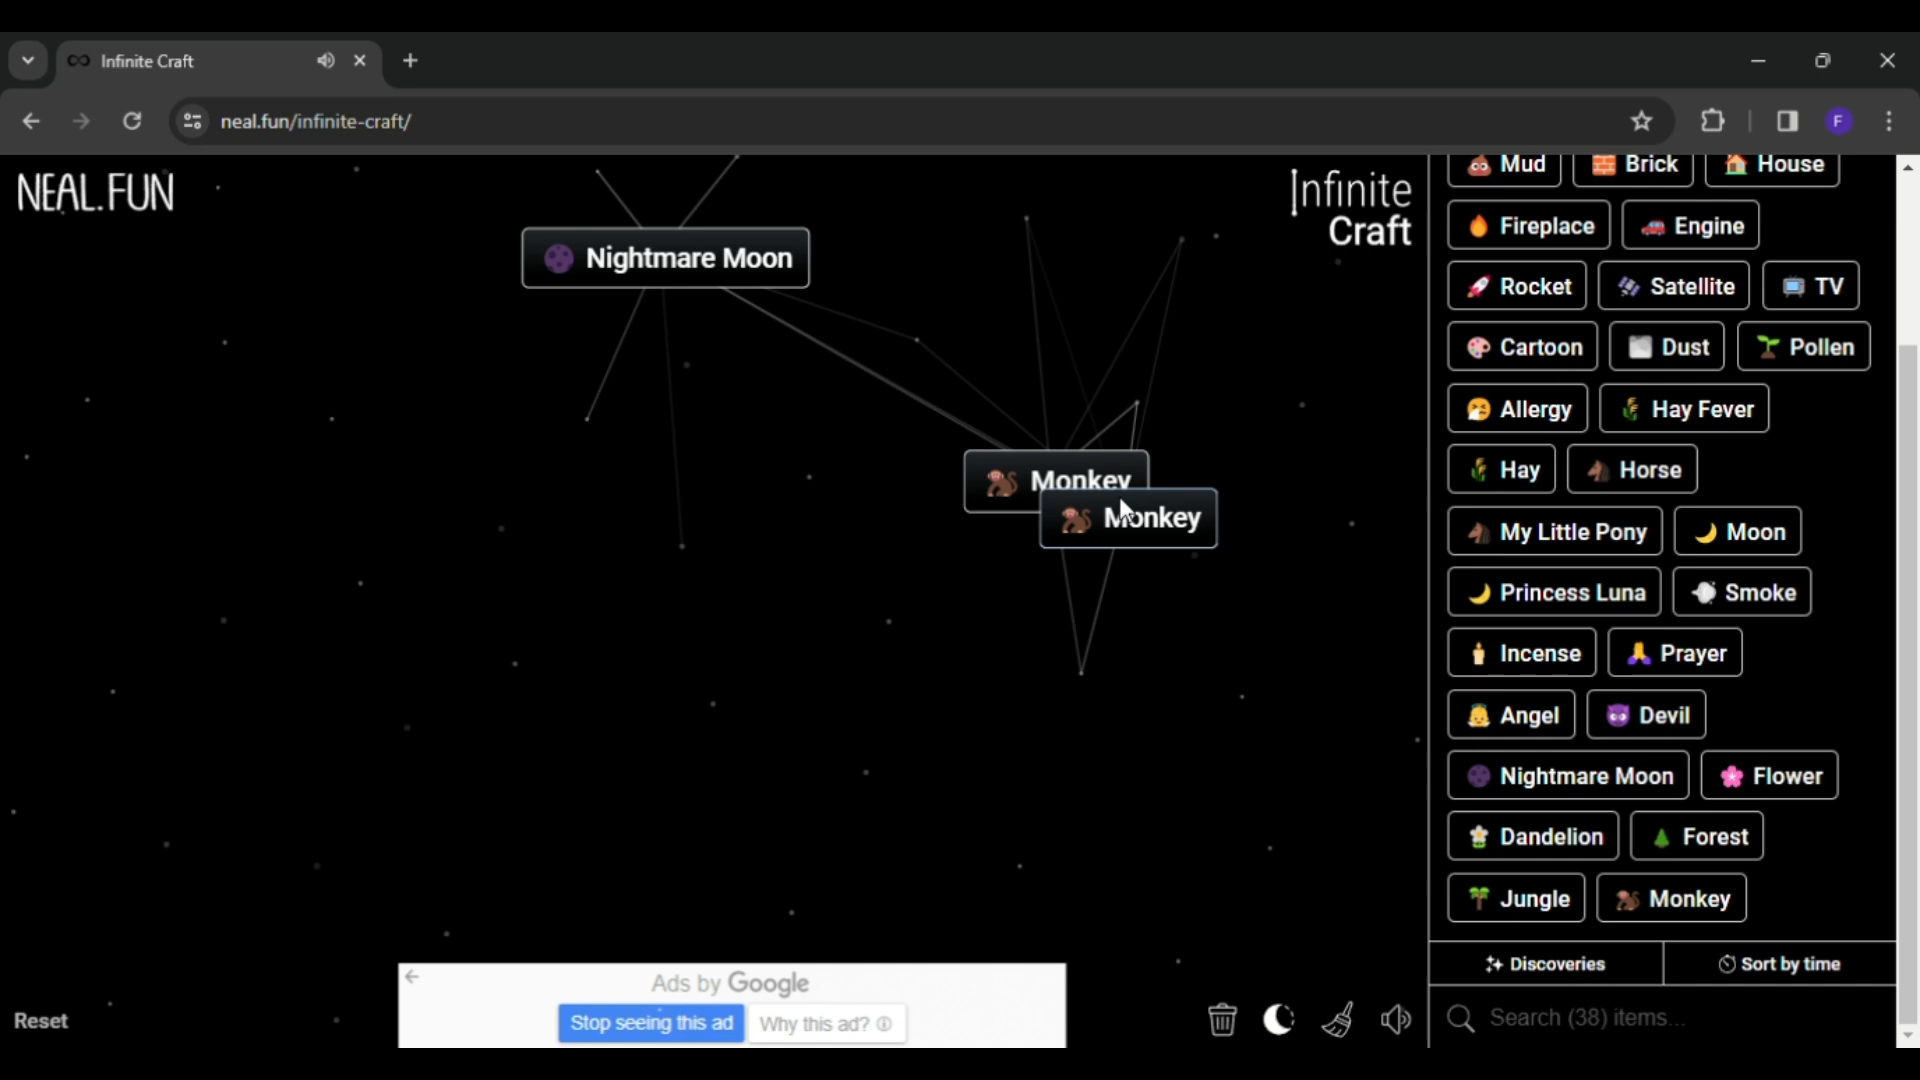 Infinite Craft
neal.fun/infinite-craft/
F
NEAL.FUN
Infinite
Craft
Nightmare Moon
Monkey
Monkey
Mud Brick House
Fireplace Engine
Rocket Satellite TV
Cartoon Dust Pollen
Allergy Hay Fever
Hay Horse
My Little Pony Moon
Princess Luna Smoke
Incense Prayer
Angel Devil
Nightmare Moon Flower
Dandelion Forest
Jungle Monkey
Discoveries Sort by time
Search (38) items...
Reset
Ads by Google
Stop seeing this ad Why this ad?